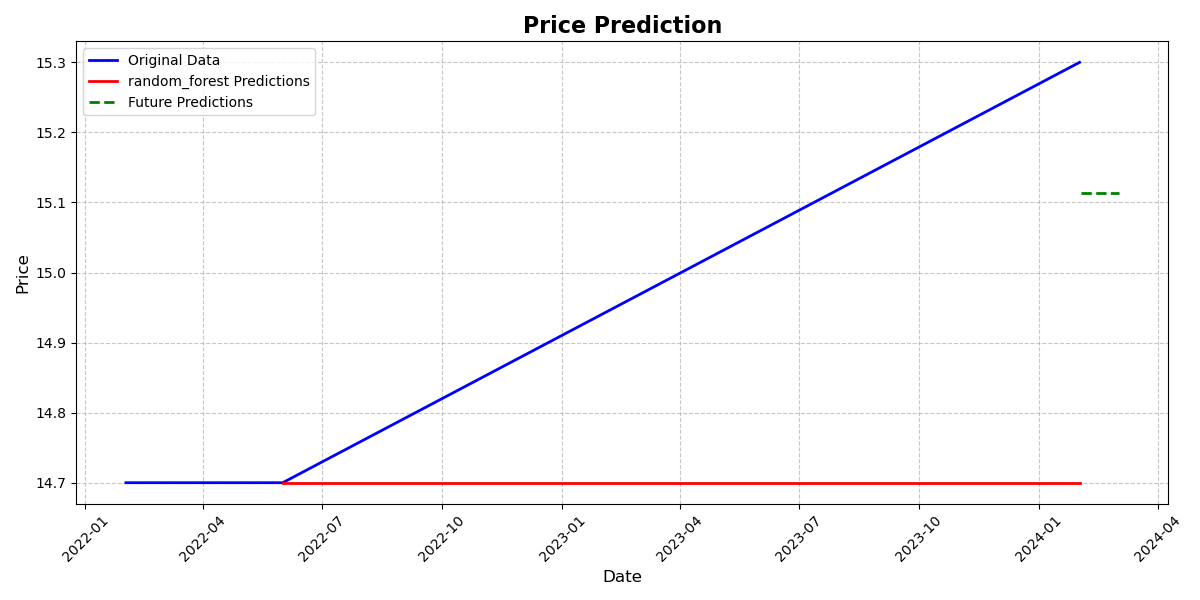 Price Prediction
Original Data
random_forest Predictions
Future Predictions
15.3
15.2
15.1
15.0
14.9
14.8
14.7
Price
2022-01
2022-04
2022-07
2022-10
2023-01
2023-04
2023-07
2023-10
2024-01
2024-04
Date